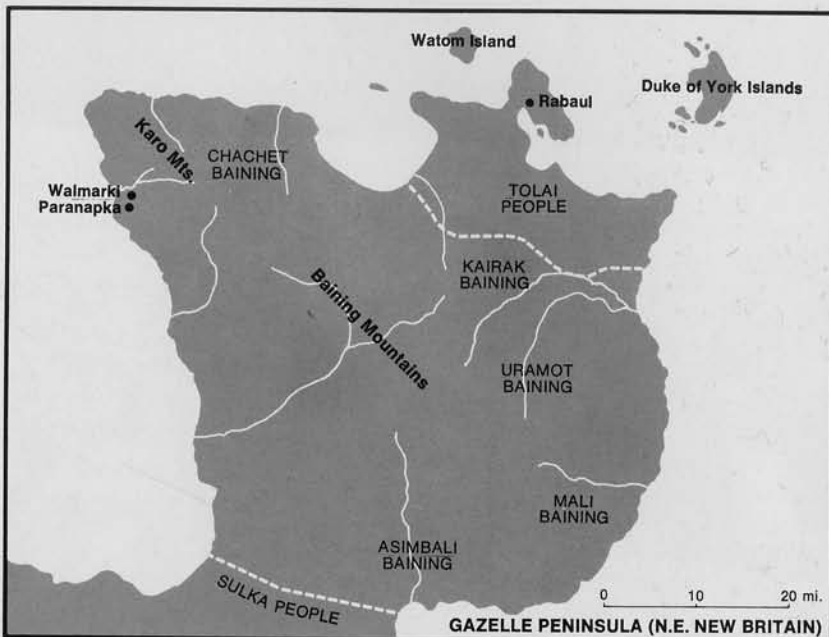 Watom Island
Duke of York Islands
Rabaul
Karo Mts.
CHACHET
BAINING
Walmarki
Paranapka
TOLAI
PEOPLE
KAIRAK
BAINING
Baining Mountains
URAMOT
BAINING
MALI
BAINING
ASIMBALI
BAINING
SULKA PEOPLE
0 10 20 mi.
GAZELLE PENINSULA (N.E. NEW BRITAIN)